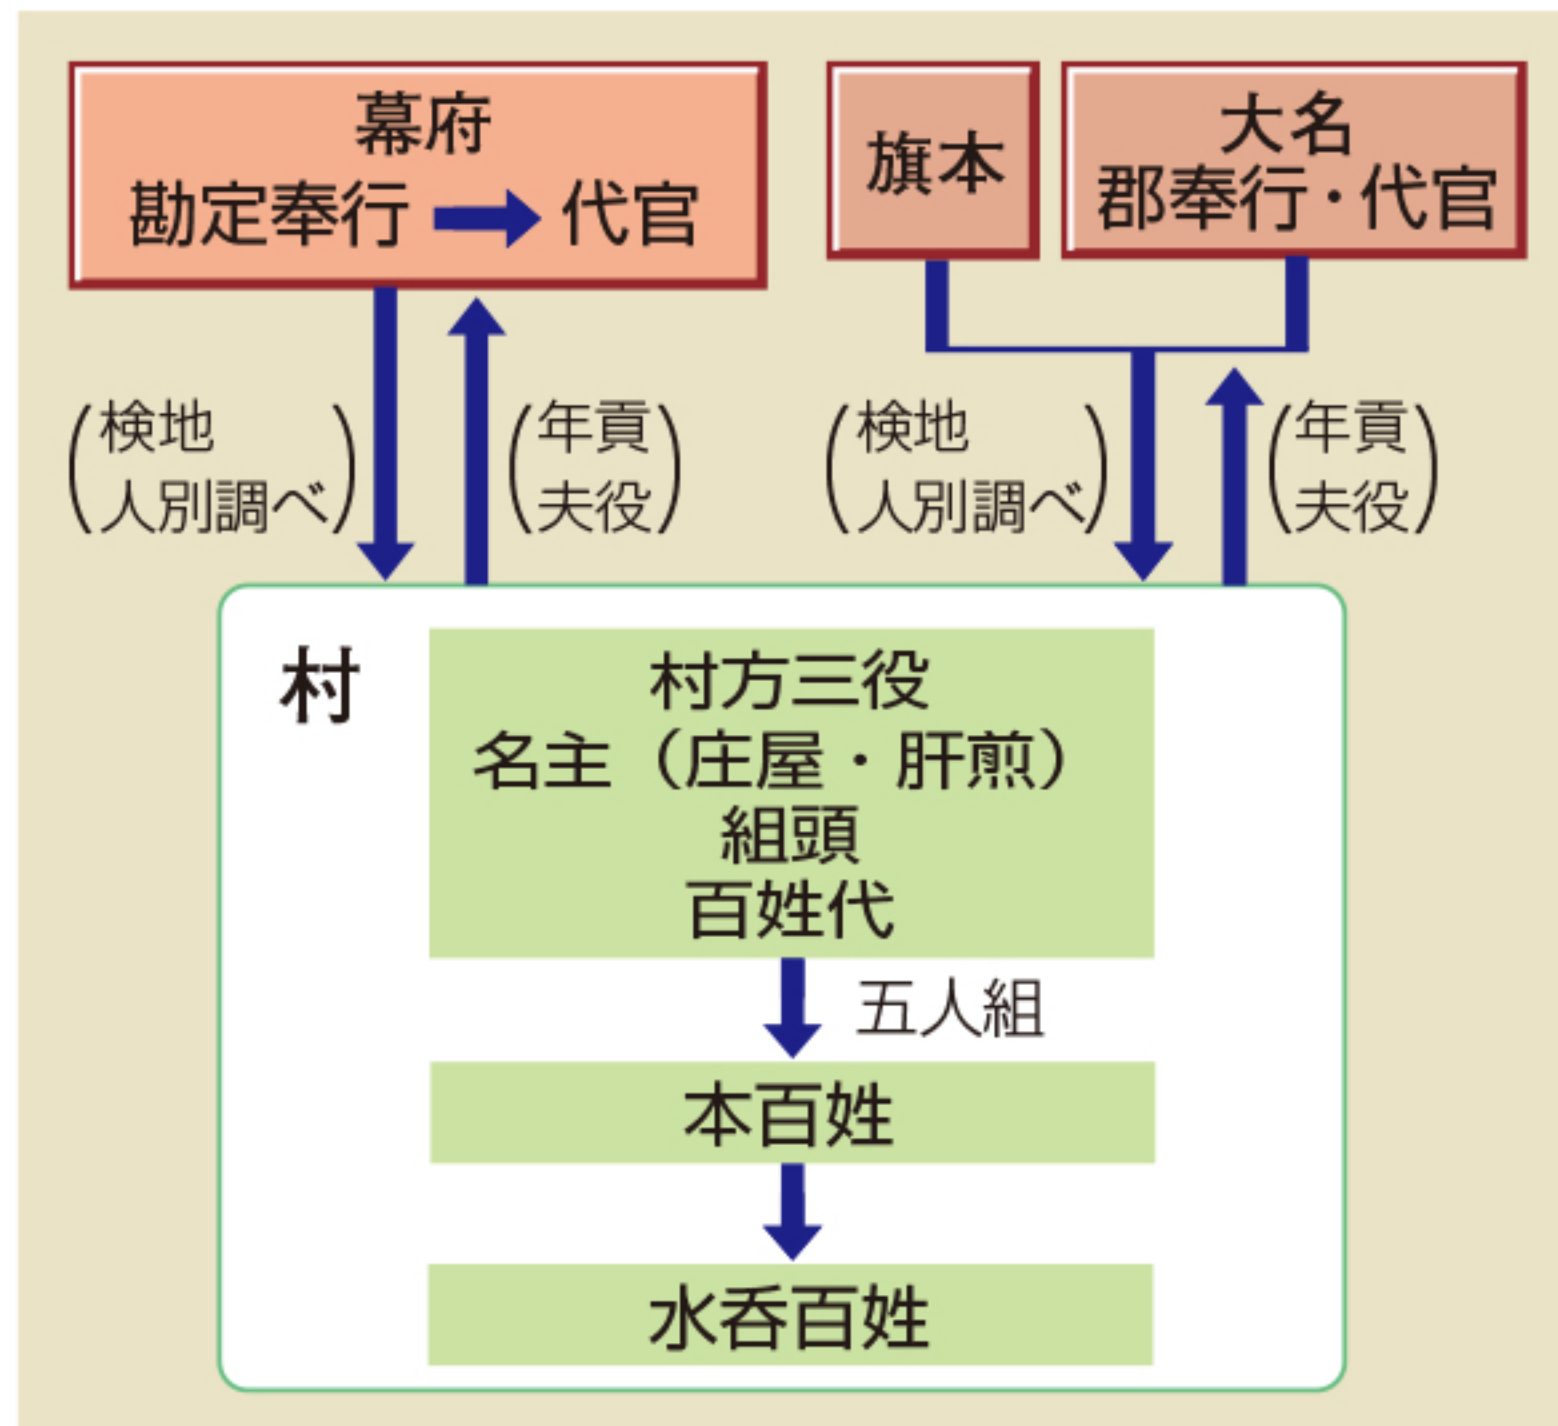 幕府
勘定奉行 代官
旗本
大名
郡奉行・代官
(検地
人別調べ)
(年貢
夫役)
(検地
人別調べ)
(年貢
夫役)
村
村方三役
名主（庄屋・肝煎）
組頭
百姓代
五人組
本百姓
水呑百姓